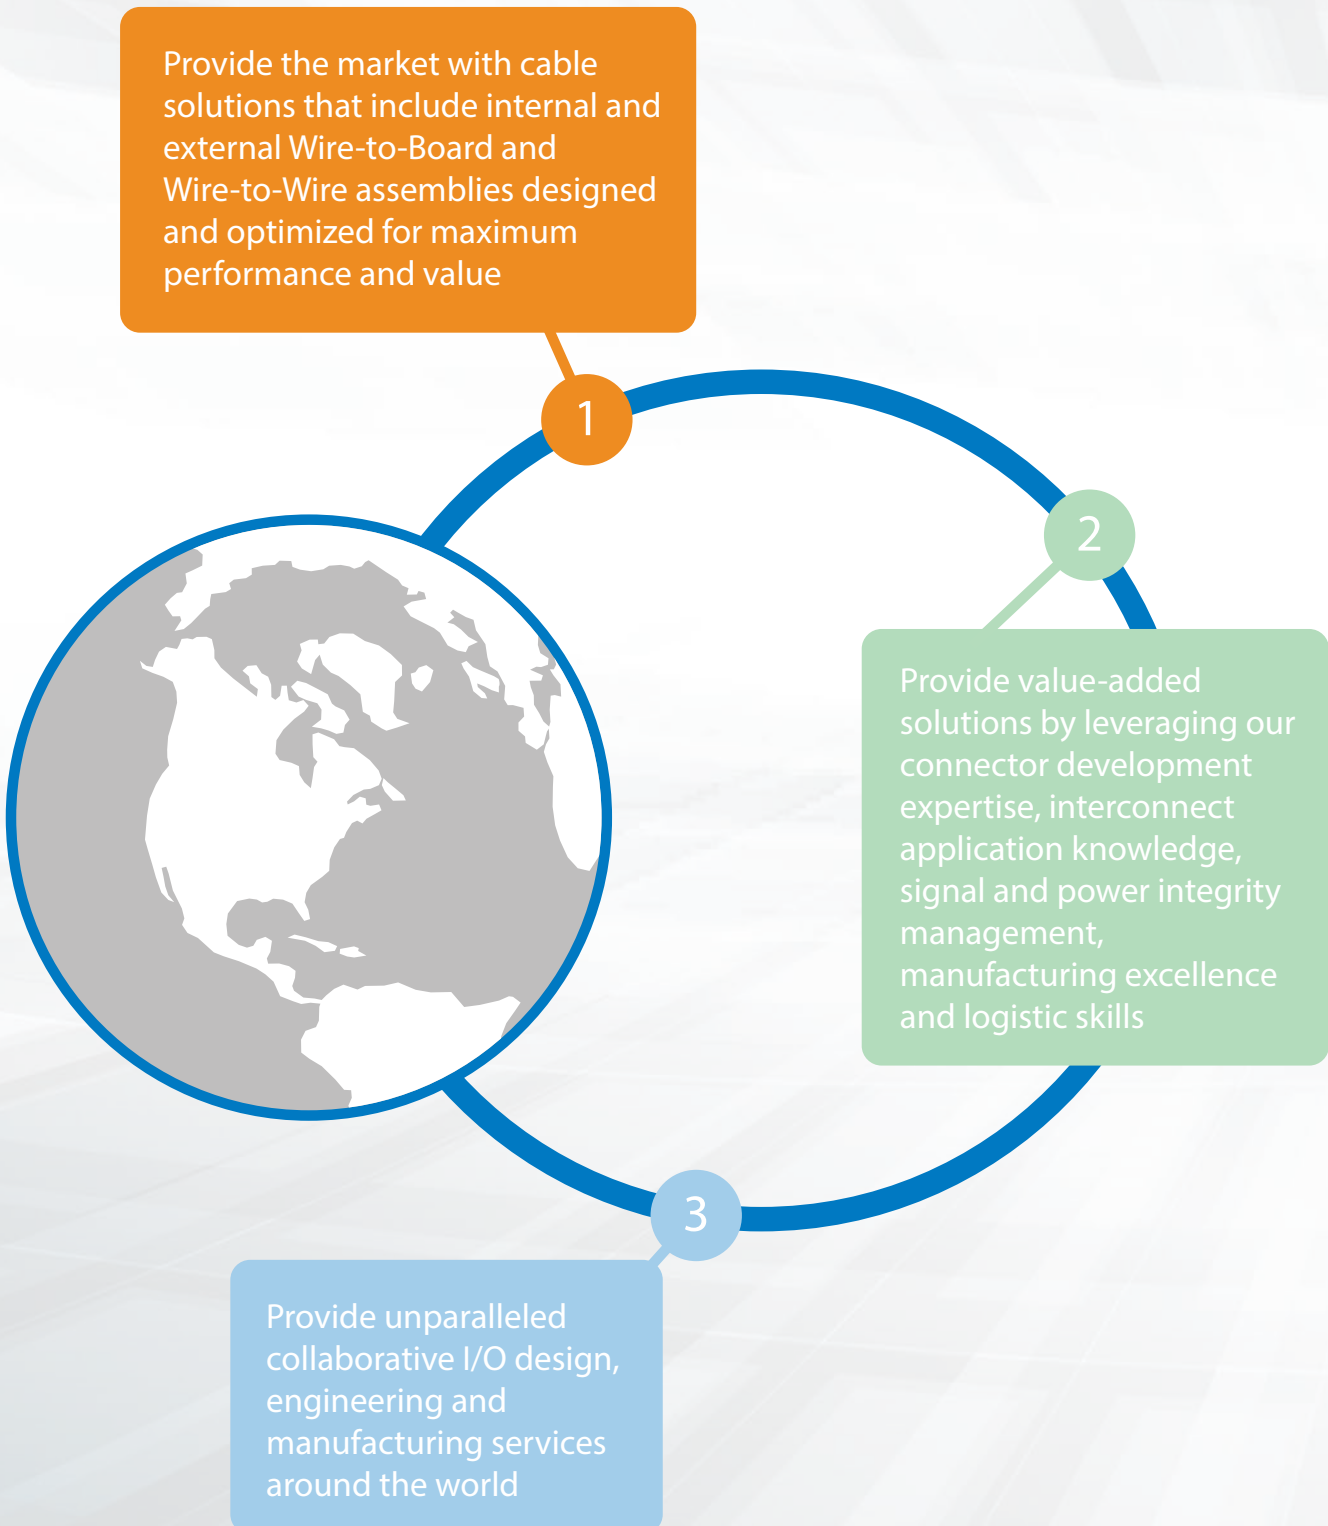 Provide the market with cable
solutions that include internal and
external Wire-to-Board and
Wire-to-Wire assemblies designed
and optimized for maximum
performance and value
1
2
Provide value-added
solutions by leveraging our
connector development
expertise, interconnect
application knowledge,
signal and power integrity
management,
manufacturing excellence
and logistic skills
3
Provide unparalleled
collaborative I/O design,
engineering and
manufacturing services
around the world